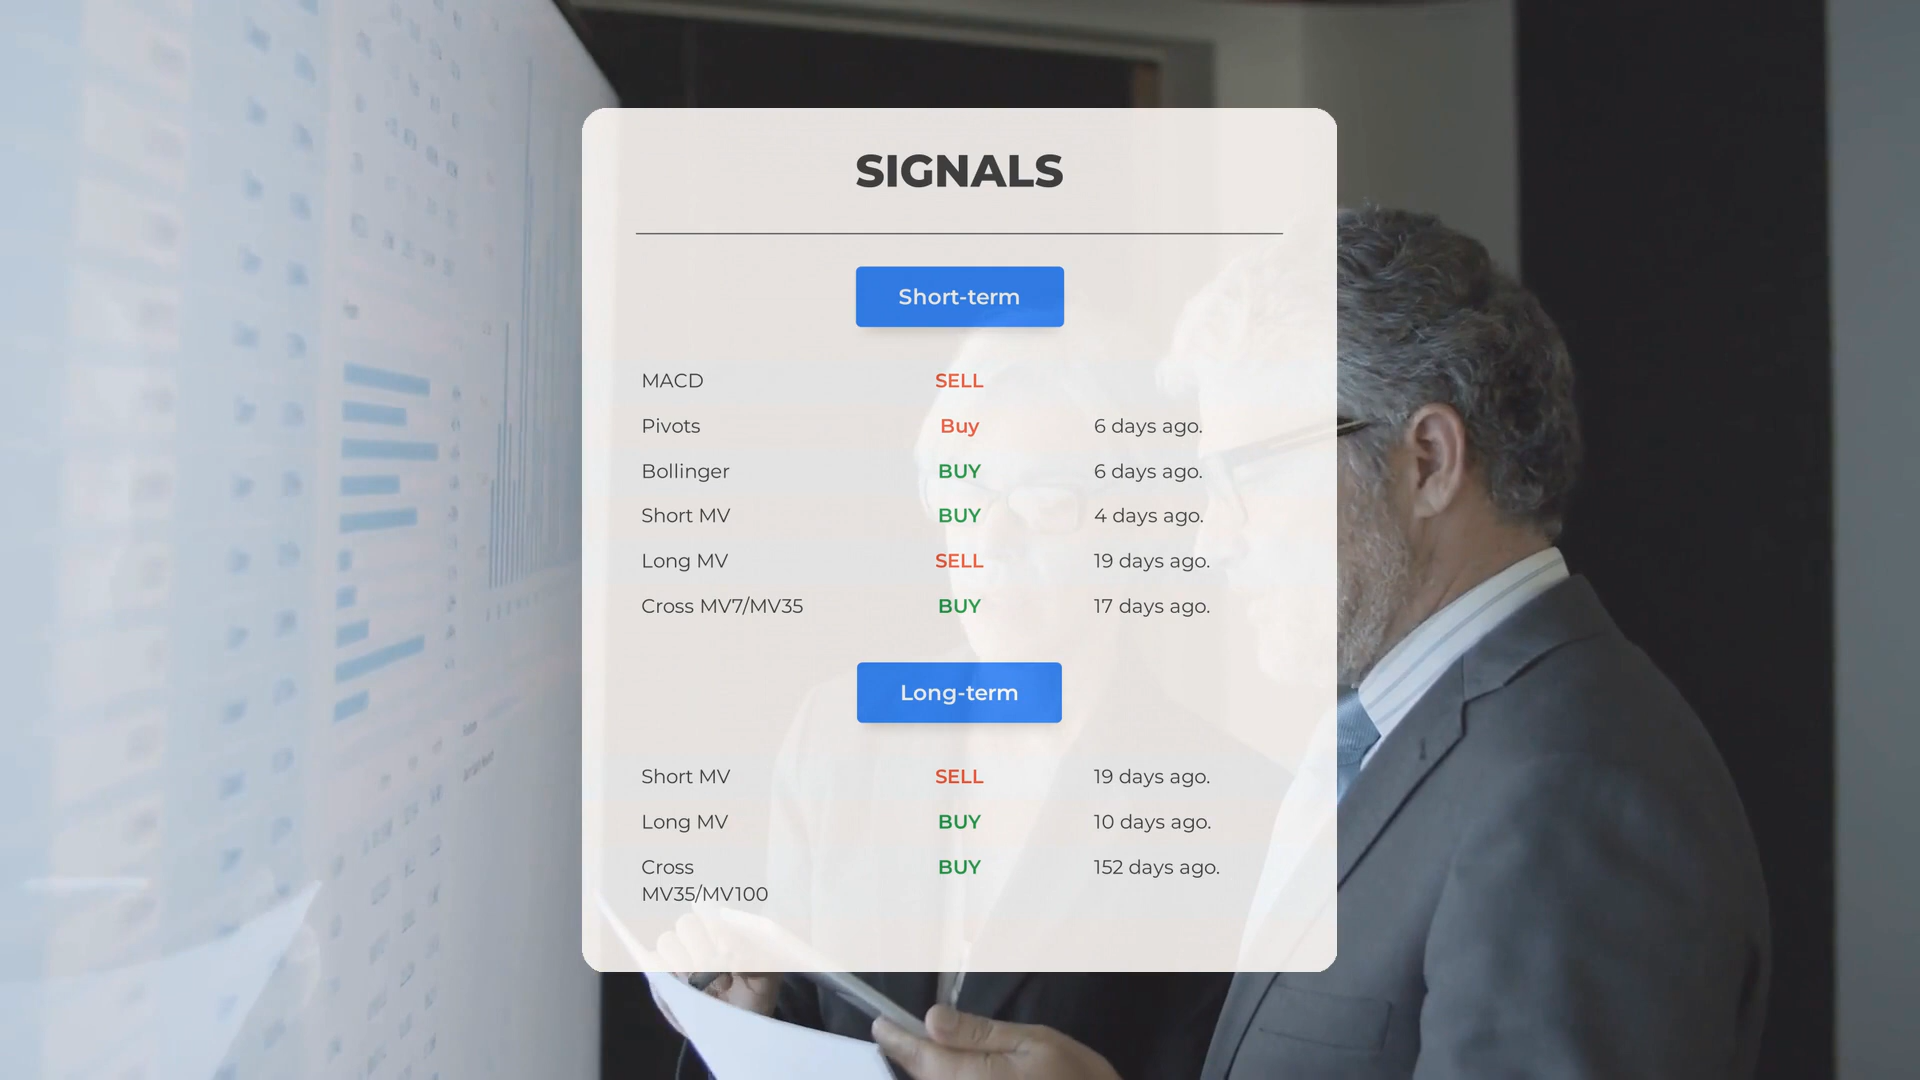 SIGNALS
Short-term
MACD SELL
Pivots Buy 6 days ago.
Bollinger BUY 6 days ago.
Short MV BUY 4 days ago.
Long MV SELL 19 days ago.
Cross MV7/MV35 BUY 17 days ago.
Long-term
Short MV SELL 19 days ago.
Long MV BUY 10 days ago.
Cross BUY 152 days ago.
MV35/MV100